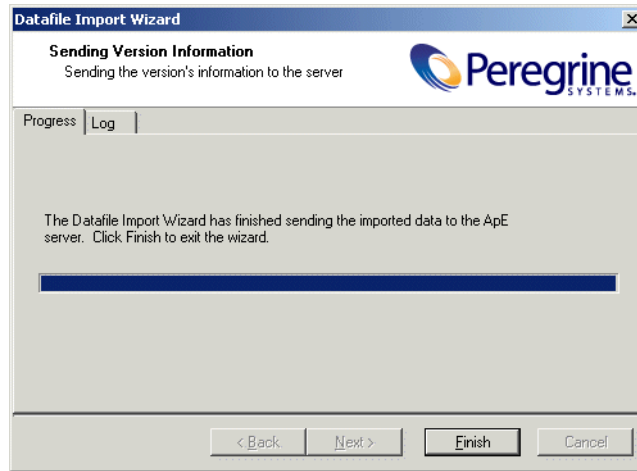 Datafile Import Wizard
Sending Version Information
Sending the version's information to the server
Peregrine
SYSTEMS.
Progress
Log
The Datafile Import Wizard has finished sending the imported data to the ApE
server. Click Finish to exit the wizard.
< Back
Next >
Finish
Cancel